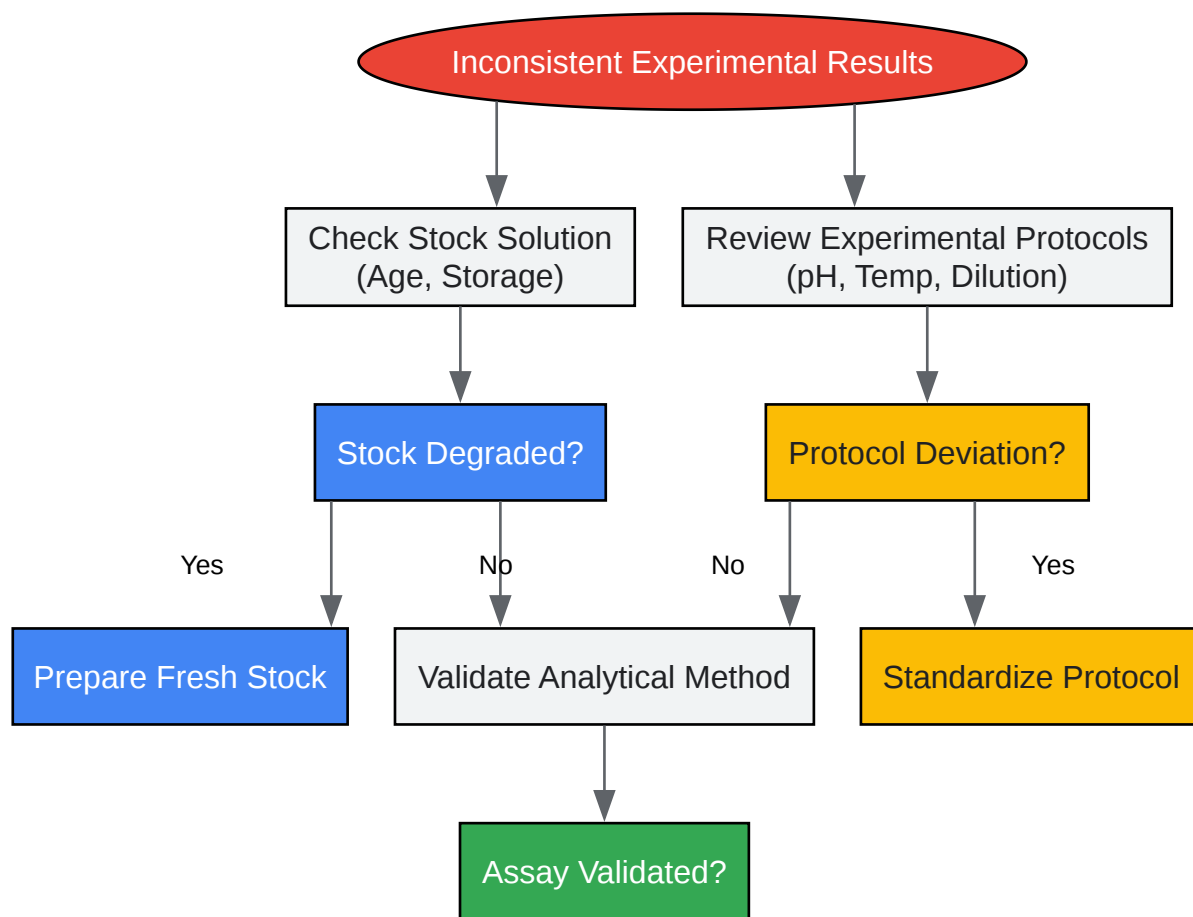 Inconsistent Experimental Results
Check Stock Solution
(Age, Storage)
Review Experimental Protocols
(pH, Temp, Dilution)
Stock Degraded?
Protocol Deviation?
Yes
No
No
Yes
Prepare Fresh Stock
Validate Analytical Method
Standardize Protocol
Assay Validated?